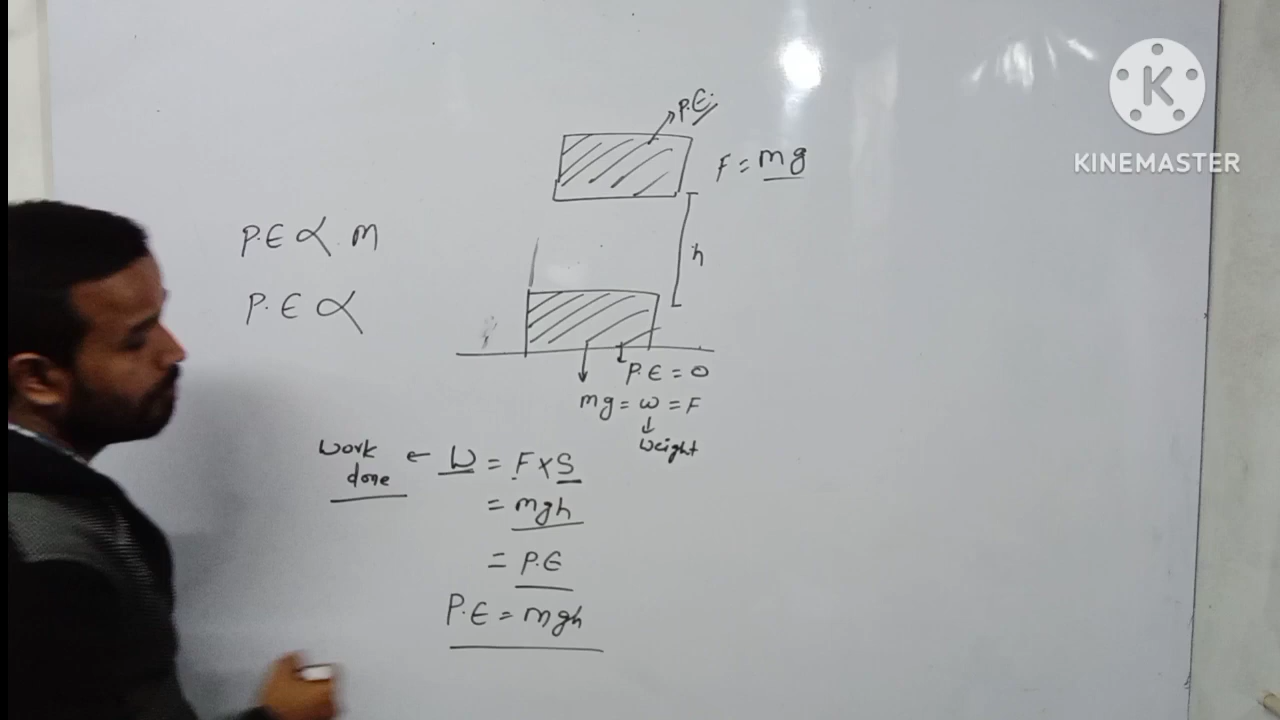 P.E.
F = mg
KINEMASTER
P.E ∝ m
h
P.E ∝
P.E = 0
mg = w = F
weight
Work done ← W = F × S
= mgh
= P.E
P.E = mgh